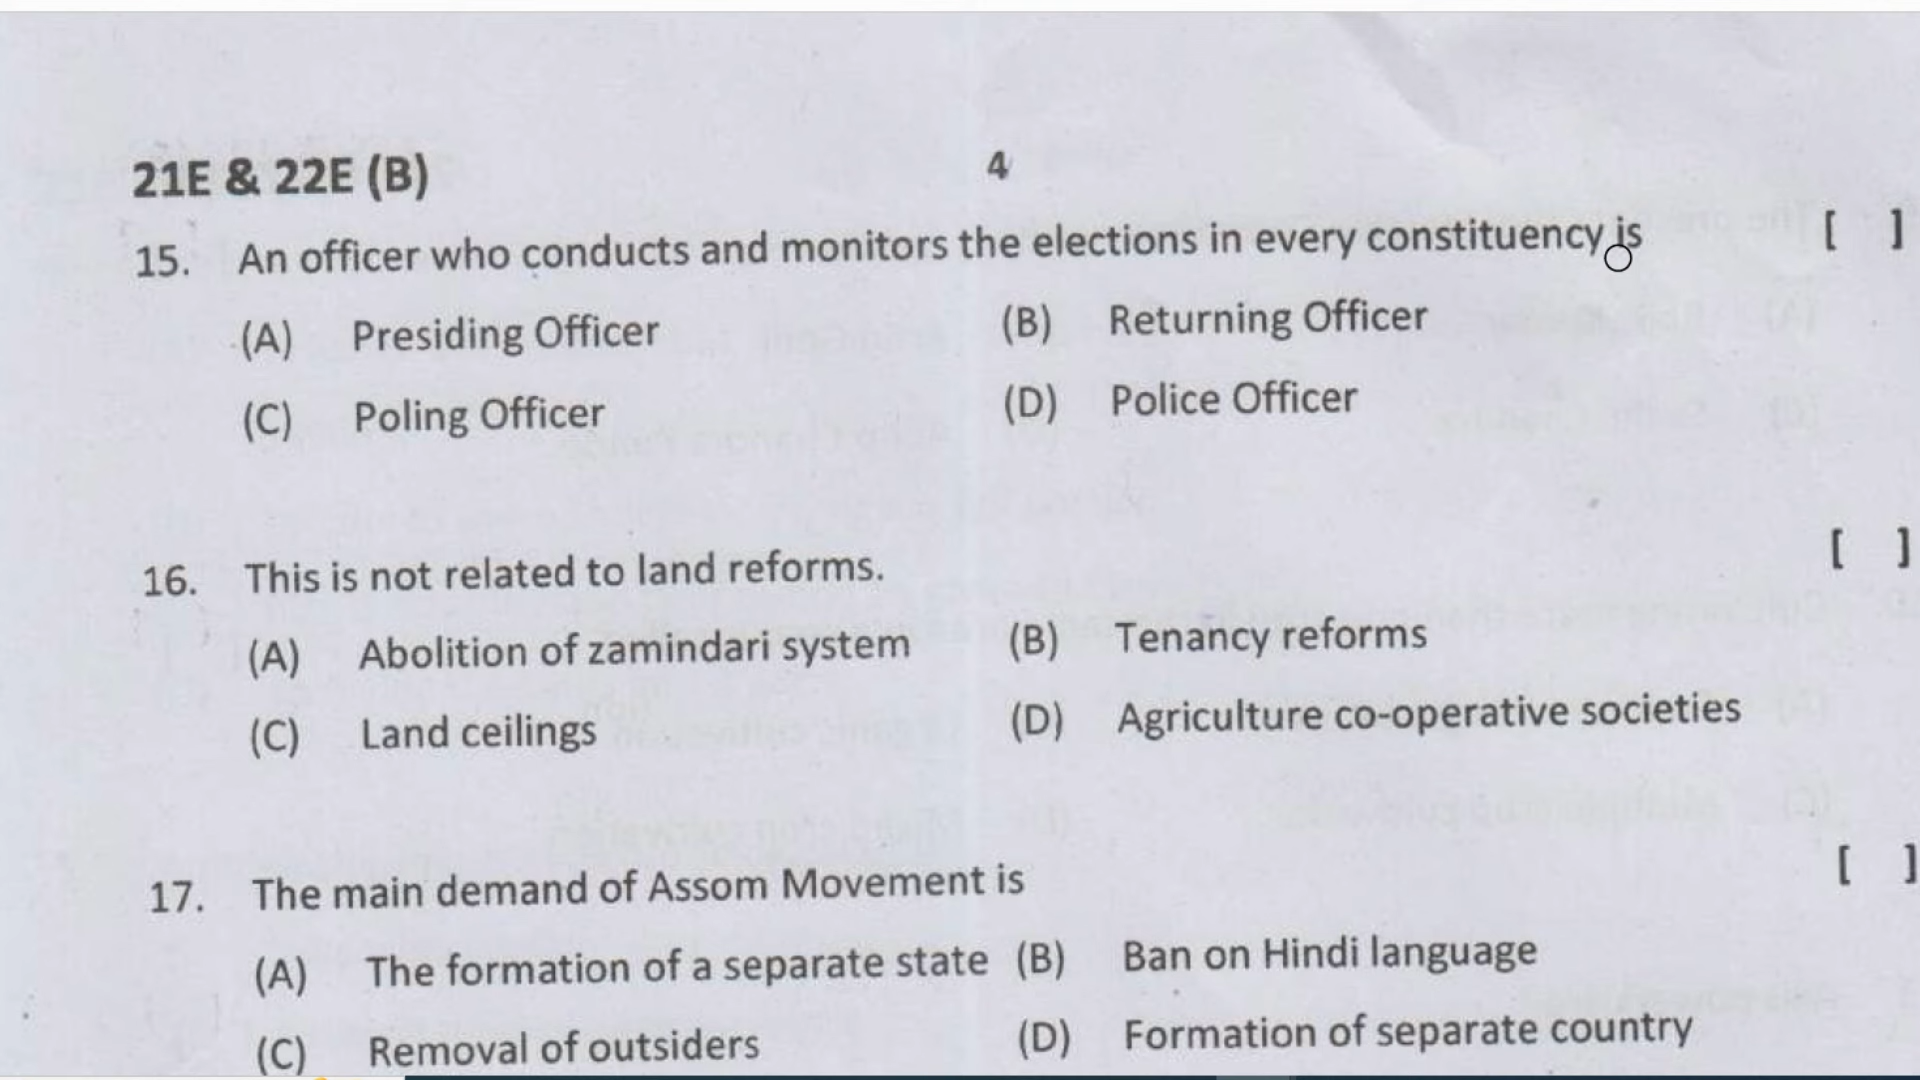 21E & 22E (B) 4
15. An officer who conducts and monitors the elections in every constituency is [ ]
(A) Presiding Officer (B) Returning Officer
(C) Poling Officer (D) Police Officer
16. This is not related to land reforms. [ ]
(A) Abolition of zamindari system (B) Tenancy reforms
(C) Land ceilings (D) Agriculture co-operative societies
17. The main demand of Assom Movement is [ ]
(A) The formation of a separate state (B) Ban on Hindi language
(C) Removal of outsiders (D) Formation of separate country